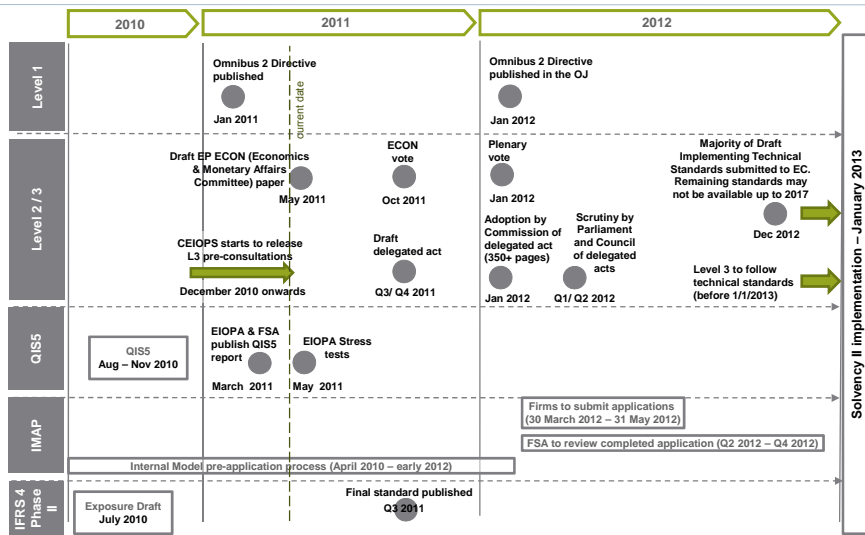 2010
2011
2012
Level 1
Omnibus 2 Directive
published
Jan 2011
current date
Omnibus 2 Directive
published in the OJ
Jan 2012
Level 2 / 3
Draft EP ECON (Economics
& Monetary Affairs
Committee) paper
May 2011
ECON
vote
Oct 2011
Plenary
vote
Jan 2012
Majority of Draft
Implementing Technical
Standards submitted to EC.
Remaining standards may
not be available up to 2017
Dec 2012
CEIOPS starts to release
L3 pre-consultations
December 2010 onwards
Draft
delegated act
Q3/ Q4 2011
Adoption by
Commission of
delegated act
(350+ pages)
Jan 2012
Scrutiny by
Parliament
and Council
of delegated
acts
Q1/ Q2 2012
Level 3 to follow
technical standards
(before 1/1/2013)
QIS5
QIS5
Aug – Nov 2010
EIOPA & FSA
publish QIS5
report
March 2011
EIOPA Stress
tests
May 2011
IMAP
Firms to submit applications
(30 March 2012 – 31 May 2012)
FSA to review completed application (Q2 2012 – Q4 2012)
Internal Model pre-application process (April 2010 – early 2012)
IFRS 4
Phase
II
Exposure Draft
July 2010
Final standard published
Q3 2011
Solvency II implementation – January 2013